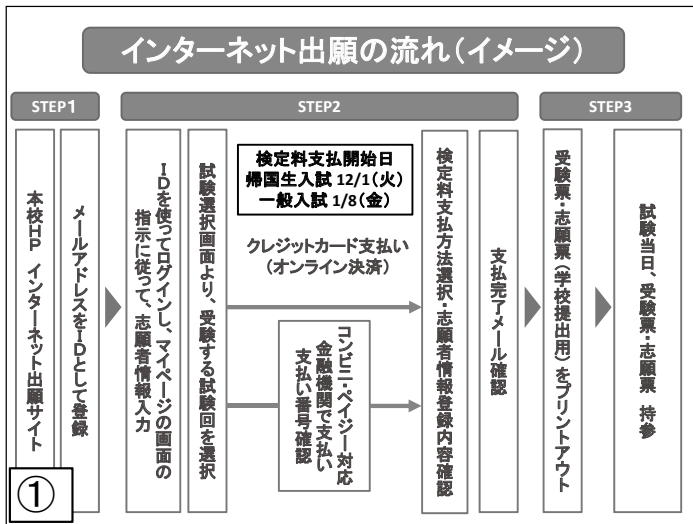 インターネット出願の流れ(イメージ)
STEP1
STEP2
STEP3
本校HP インターネット出願サイト
メールアドレスをIDとして登録
IDを使ってログインし、マイページの画面の
指示に従って、志願者情報入力
試験選択画面より、受験する試験回を選択
検定料支払開始日
帰国生入試 12/1(火)
一般入試 1/8(金)
クレジットカード支払い
(オンライン決済)
コンビニ・ペイジー対応
金融機関で支払い
支払い番号確認
検定料支払方法選択・志願者情報登録内容確認
支払完了メール確認
受験票・志願票(学校提出用)をプリントアウト
試験当日、受験票・志願票 持参
①